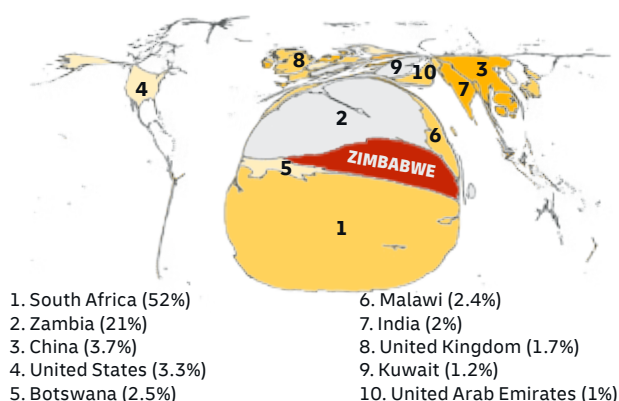 8
9
10
3
4
7
2
6
ZIMBABWE
5
1
1. South Africa (52%)
2. Zambia (21%)
3. China (3.7%)
4. United States (3.3%)
5. Botswana (2.5%)
6. Malawi (2.4%)
7. India (2%)
8. United Kingdom (1.7%)
9. Kuwait (1.2%)
10. United Arab Emirates (1%)